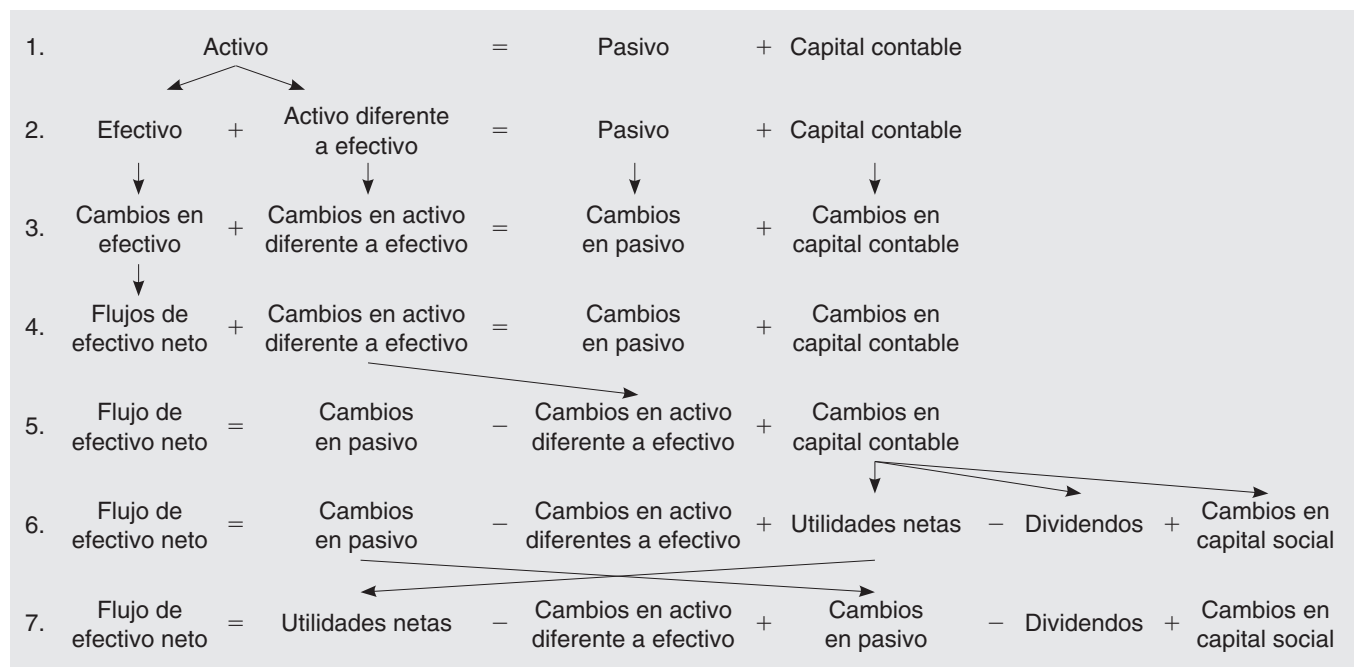 1. Activo = Pasivo + Capital contable
2. Efectivo + Activo diferente a efectivo = Pasivo + Capital contable
3. Cambios en efectivo + Cambios en activo diferente a efectivo = Cambios en pasivo + Cambios en capital contable
4. Flujos de efectivo neto + Cambios en activo diferente a efectivo = Cambios en pasivo + Cambios en capital contable
5. Flujo de efectivo neto = Cambios en pasivo − Cambios en activo diferente a efectivo + Cambios en capital contable
6. Flujo de efectivo neto = Cambios en pasivo − Cambios en activo diferentes a efectivo + Utilidades netas − Dividendos + Cambios en capital social
7. Flujo de efectivo neto = Utilidades netas − Cambios en activo diferente a efectivo + Cambios en pasivo − Dividendos + Cambios en capital social